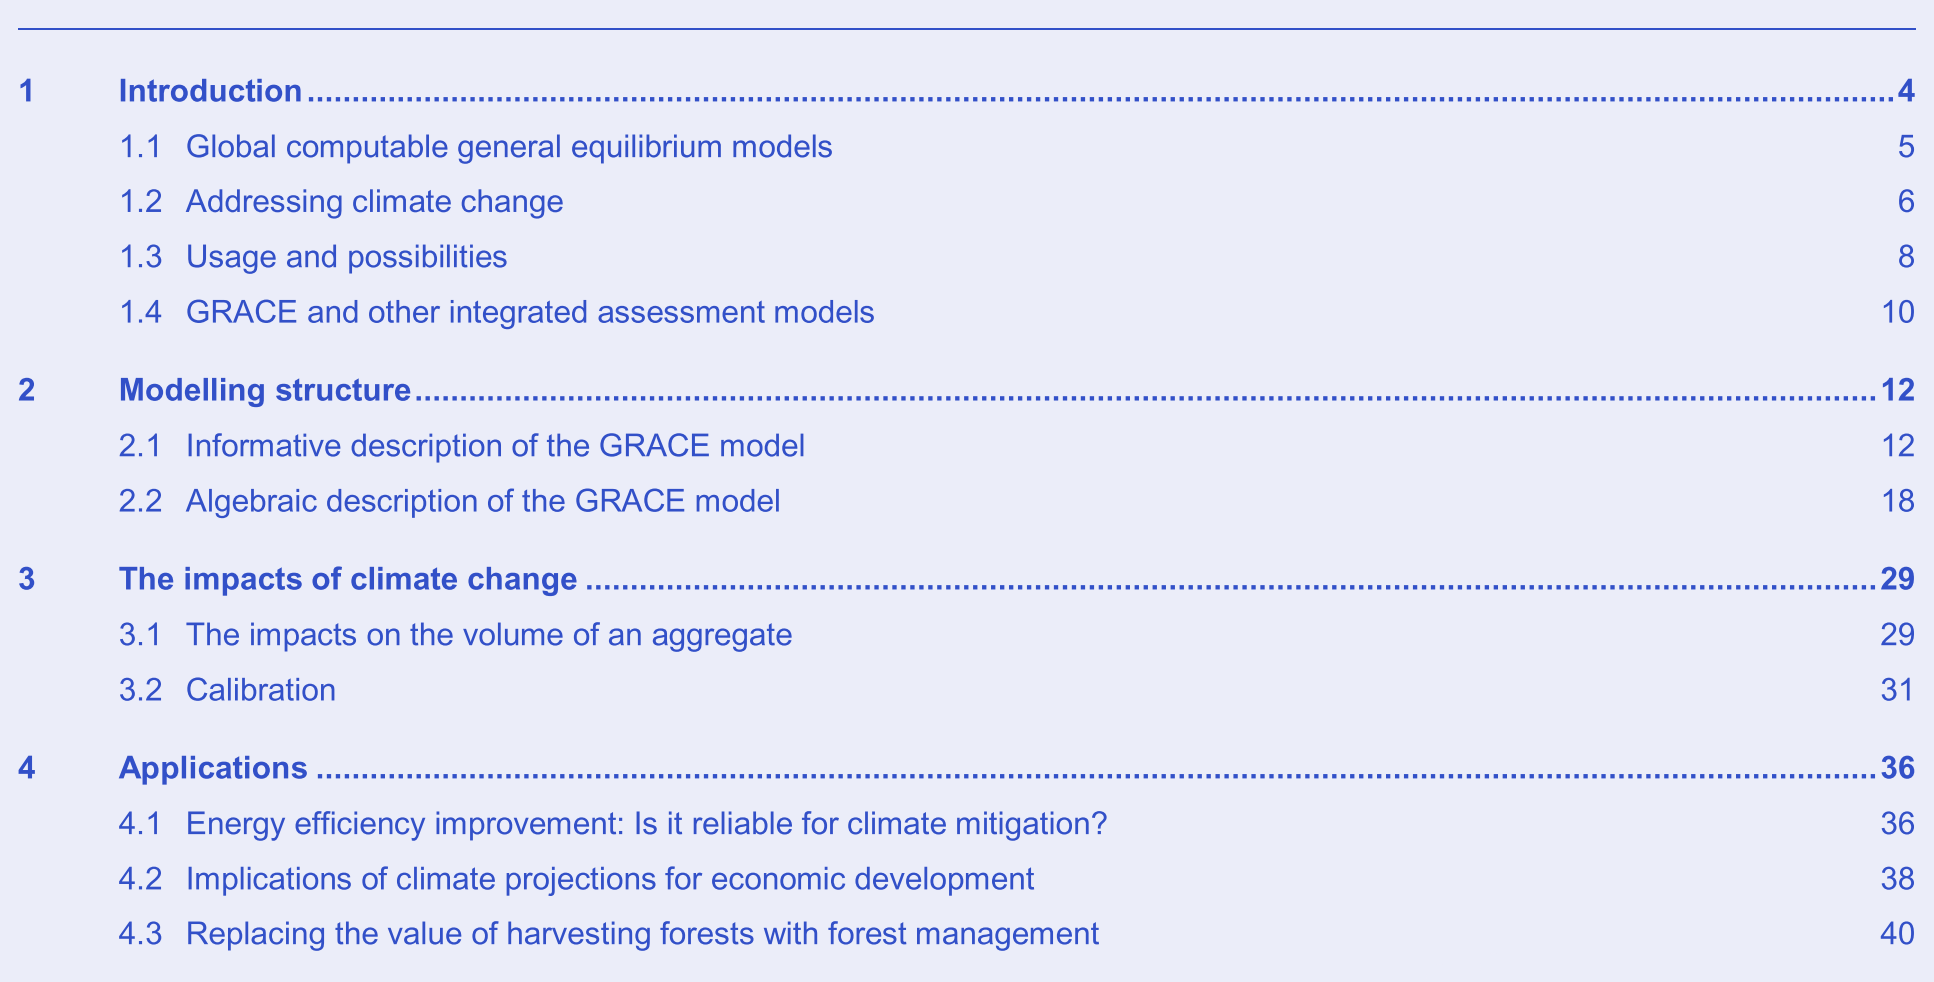 1 Introduction ........................................................................ 4
1.1 Global computable general equilibrium models 5
1.2 Addressing climate change 6
1.3 Usage and possibilities 8
1.4 GRACE and other integrated assessment models 10
2 Modelling structure ........................................................................ 12
2.1 Informative description of the GRACE model 12
2.2 Algebraic description of the GRACE model 18
3 The impacts of climate change ........................................................................ 29
3.1 The impacts on the volume of an aggregate 29
3.2 Calibration 31
4 Applications ........................................................................ 36
4.1 Energy efficiency improvement: Is it reliable for climate mitigation? 36
4.2 Implications of climate projections for economic development 38
4.3 Replacing the value of harvesting forests with forest management 40